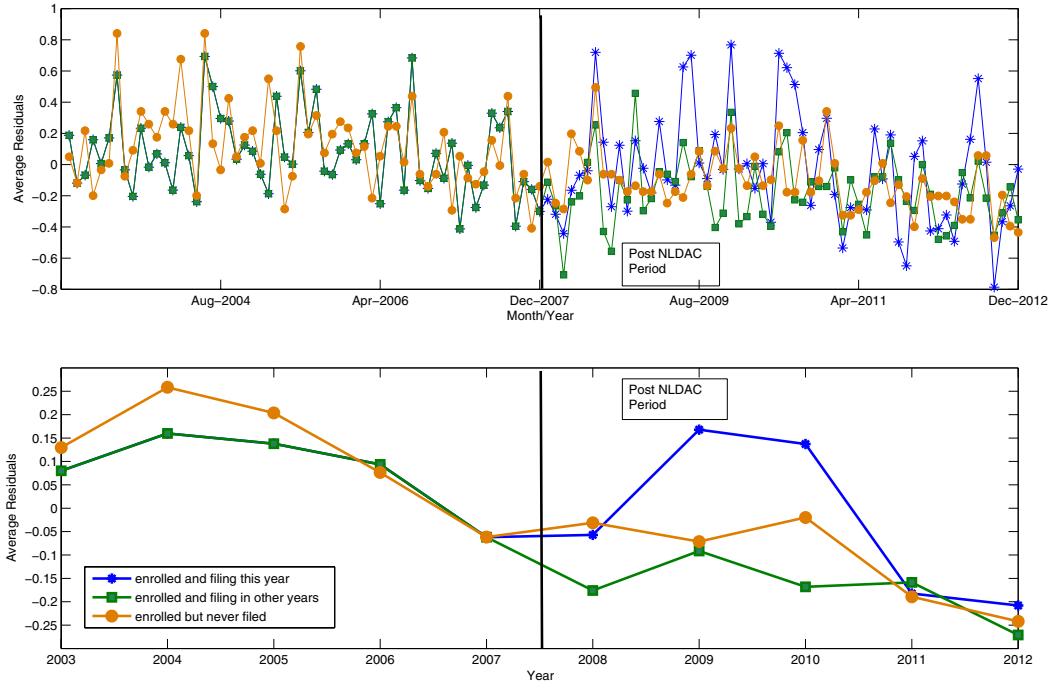 1
0.8
0.6
0.4
0.2
0
−0.2
−0.4
−0.6
−0.8
Average Residuals
Post NLDAC
Period
Aug−2004
Apr−2006
Dec−2007
Aug−2009
Apr−2011
Dec−2012
Month/Year
0.25
0.2
0.15
0.1
0.05
0
−0.05
−0.1
−0.15
−0.2
−0.25
Average Residuals
Post NLDAC
Period
enrolled and filing this year
enrolled and filing in other years
enrolled but never filed
2003
2004
2005
2006
2007
2008
2009
2010
2011
2012
Year